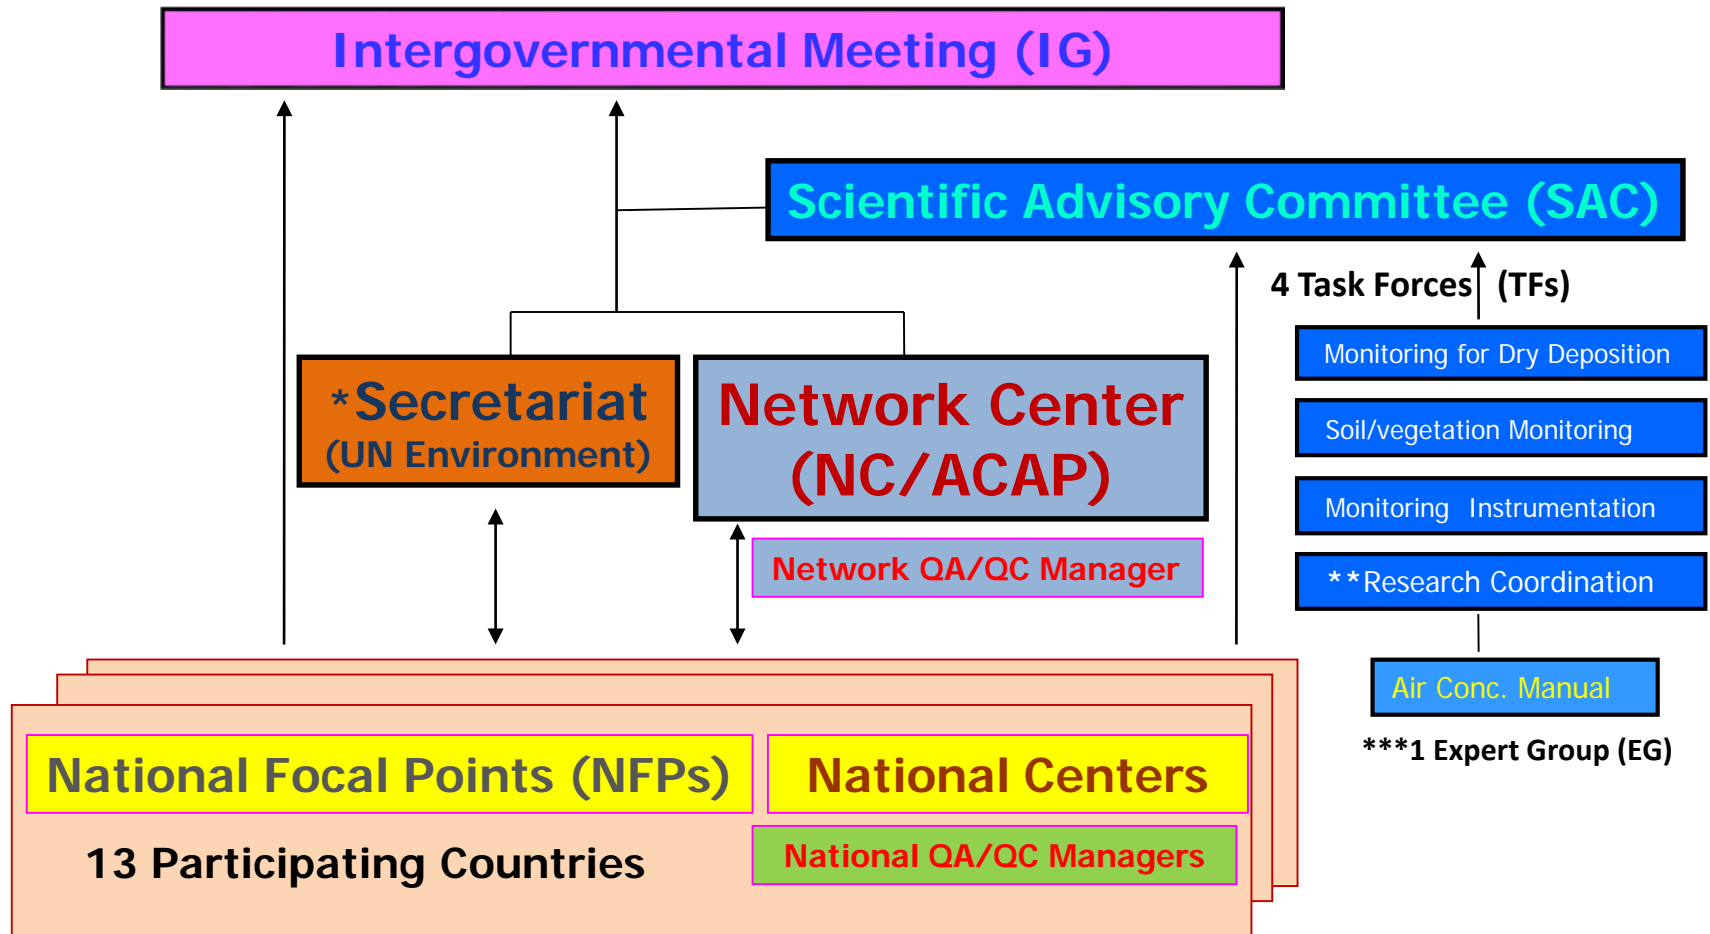 Intergovernmental Meeting (IG)
Scientific Advisory Committee (SAC)
4 Task Forces (TFs)
Monitoring for Dry Deposition
Soil/vegetation Monitoring
Monitoring Instrumentation
**Research Coordination
Air Conc. Manual
***1 Expert Group (EG)
*Secretariat
(UN Environment)
Network Center
(NC/ACAP)
Network QA/QC Manager
National Focal Points (NFPs)
National Centers
13 Participating Countries
National QA/QC Managers